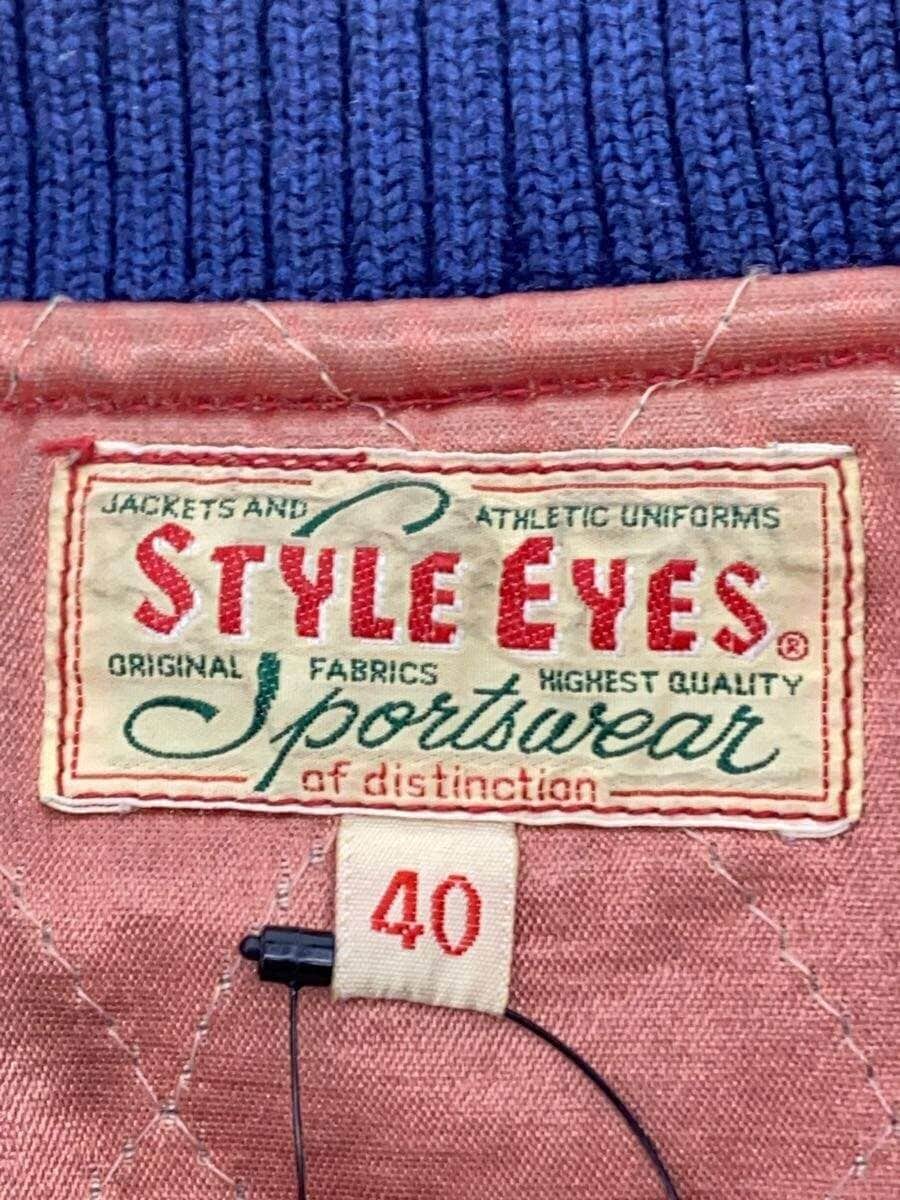 JACKETS AND ATHLETIC UNIFORMS
STYLE EYES®
ORIGINAL FABRICS HIGHEST QUALITY
Sportswear
of distinction
40